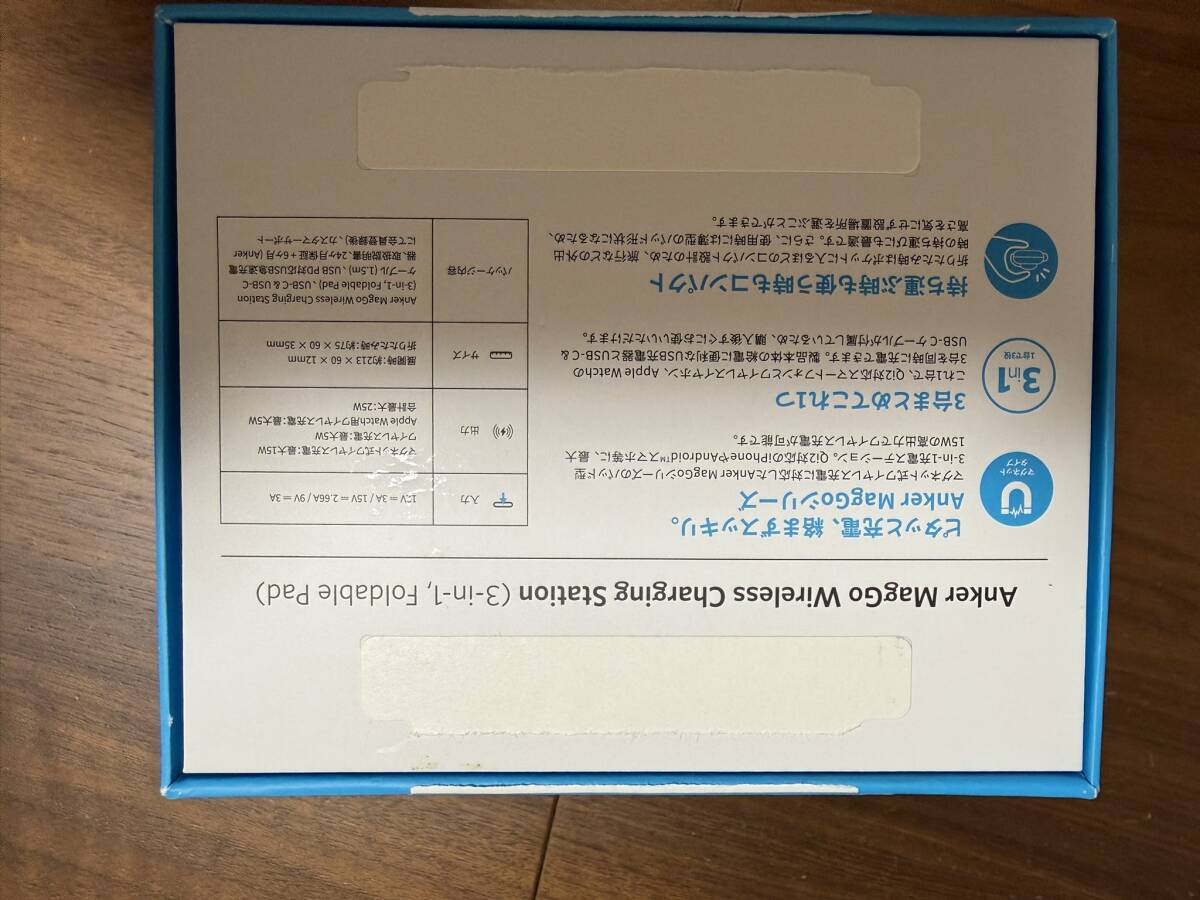 Anker MagGo Wireless Charging Station (3-in-1, Foldable Pad)
マグネット
タイプ
ピタッと充電、絡まずスッキリ。
Anker MagGoシリーズ
マグネット式ワイヤレス充電に対応したAnker MagGoシリーズのパッド型
3-in-1充電ステーション。Qi2対応のiPhoneやAndroid™スマホ等に、最大
15Wの高出力でワイヤレス充電が可能です。
3in1
1台で3役
3台まとめてこれ1つ
これ1台で、Qi2対応スマートフォンとワイヤレスイヤホン、Apple Watchの
3台を同時に充電できます。製品本体の給電に便利なUSB充電器とUSB-C &
USB-C ケーブルが付属しているため、購入後すぐにお使いいただけます。
持ち運ぶ時も使う時もコンパクト
折りたたみ時はポケットに入るほどのコンパクト設計のため、旅行などの外出
時の持ち運びにも最適です。さらに、使用時には薄型のパッド形状になるため、
高さを気にせず設置場所を選ぶことができます。
入力
V ⎓ 3A / 15V ⎓ 2.66A / 9V ⎓ 3A
出力
マグネット式ワイヤレス充電：最大15W
ワイヤレス充電：最大5W
Apple Watch用ワイヤレス充電：最大5W
合計最大：25W
サイズ
展開時：約213 × 60 × 12mm
折りたたみ時：約75 × 60 × 35mm
パッケージ内容
Anker MagGo Wireless Charging Station
(3-in-1, Foldable Pad)、USB-C & USB-C
ケーブル (1.5m)、USB PD対応USB急速充電
器、取扱説明書、24ヶ月保証 + 6ヶ月 (Anker
にて会員登録後)、カスタマーサポート